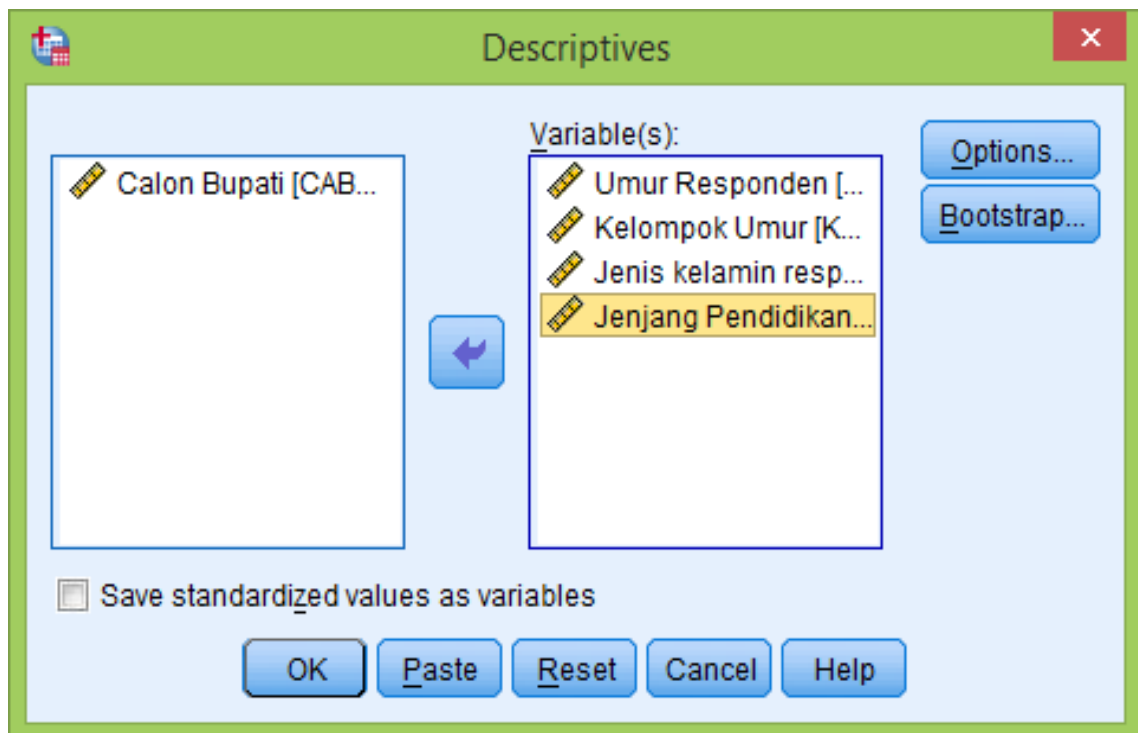 Descriptives
Calon Bupati [CAB...
Variable(s):
Umur Responden [...
Kelompok Umur [K...
Jenis kelamin resp...
Jenjang Pendidikan...
Options...
Bootstrap...
Save standardized values as variables
OK Paste Reset Cancel Help